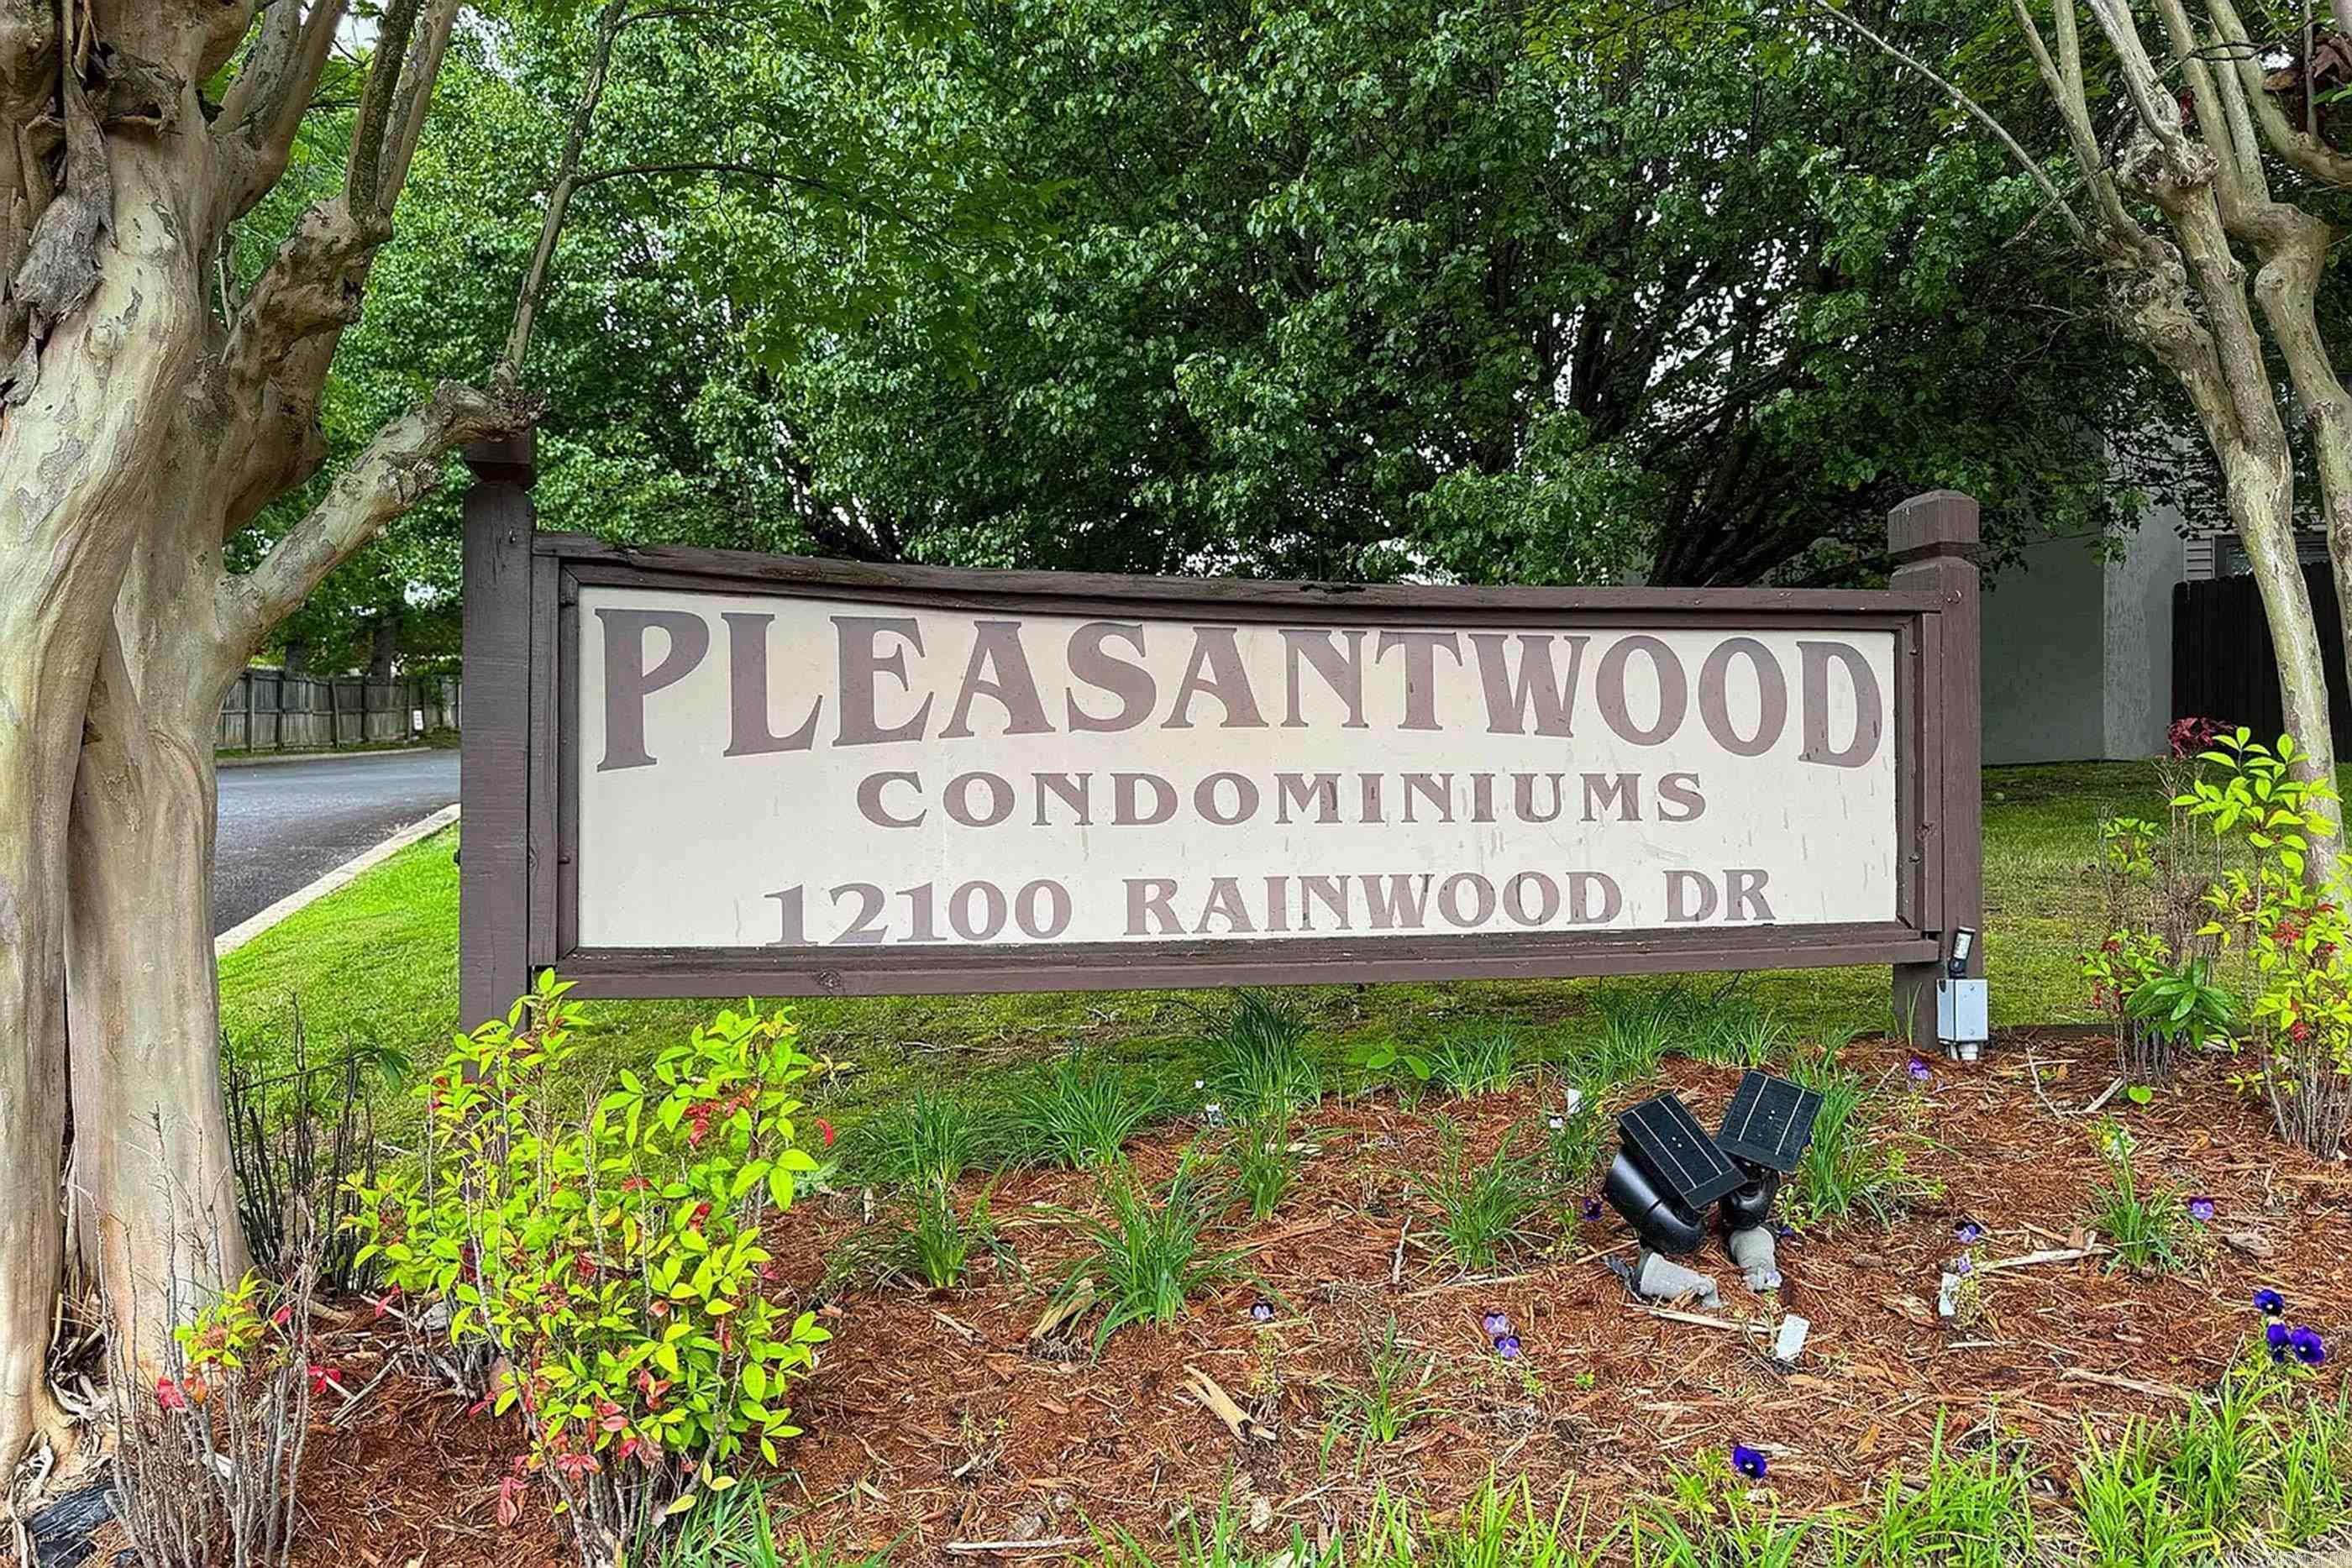 PLEASANTWOOD
CONDOMINIUMS
12100 RAINWOOD DR